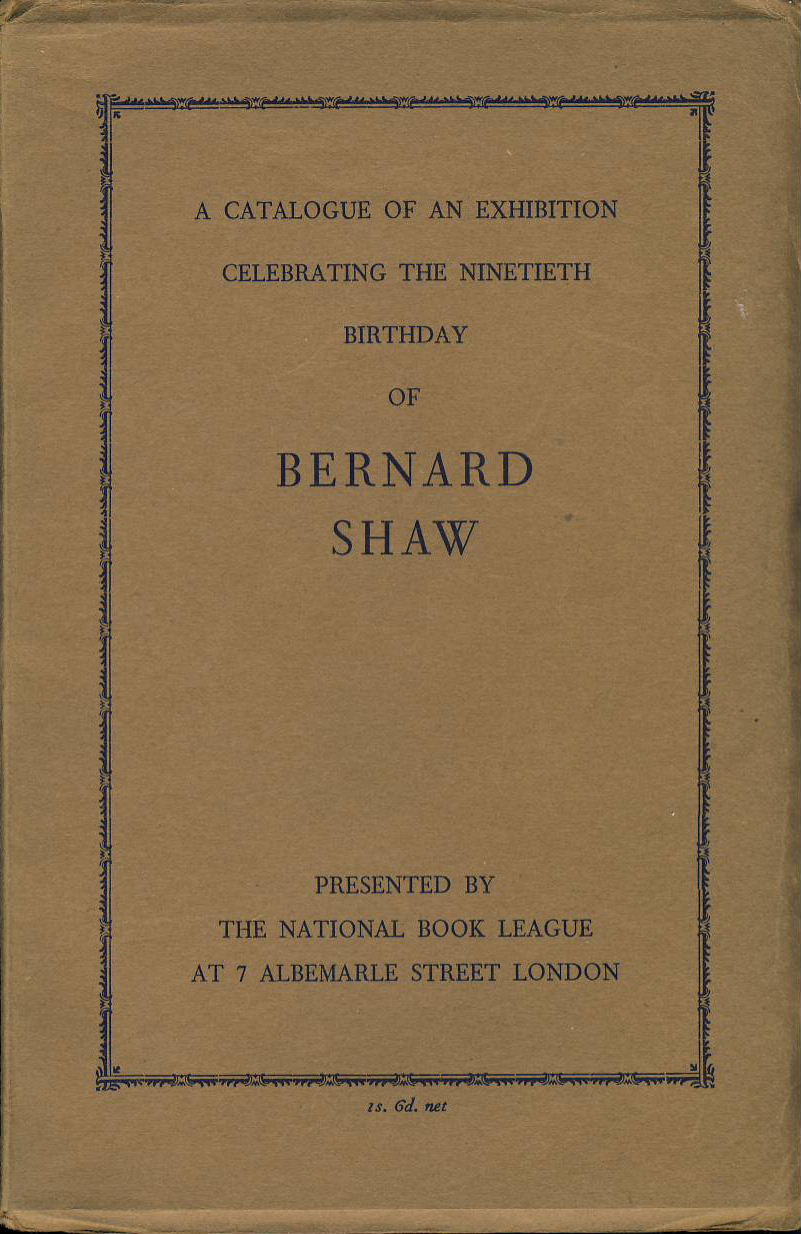 A CATALOGUE OF AN EXHIBITION
CELEBRATING THE NINETIETH
BIRTHDAY
OF
BERNARD
SHAW
PRESENTED BY
THE NATIONAL BOOK LEAGUE
AT 7 ALBEMARLE STREET LONDON
1s. 6d. net